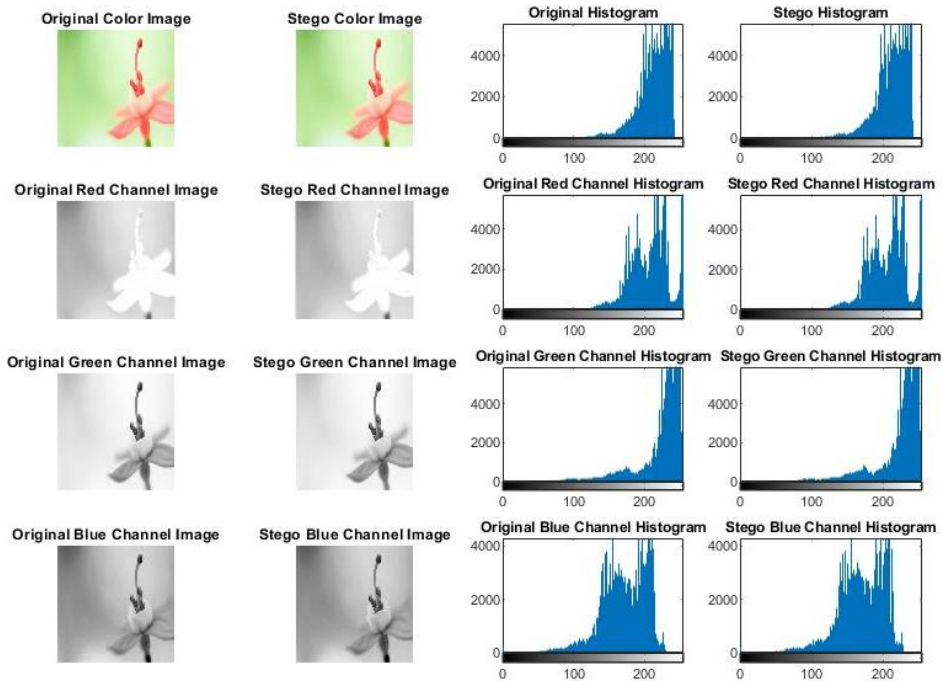 Original Color Image
Stego Color Image
Original Histogram
Stego Histogram
4000
2000
0
0 100 200
4000
2000
0
0 100 200
Original Red Channel Image
Stego Red Channel Image
Original Red Channel Histogram
Stego Red Channel Histogram
4000
2000
0
0 100 200
4000
2000
0
0 100 200
Original Green Channel Image
Stego Green Channel Image
Original Green Channel Histogram
Stego Green Channel Histogram
4000
2000
0
0 100 200
4000
2000
0
0 100 200
Original Blue Channel Image
Stego Blue Channel Image
Original Blue Channel Histogram
Stego Blue Channel Histogram
4000
2000
0
0 100 200
4000
2000
0
0 100 200